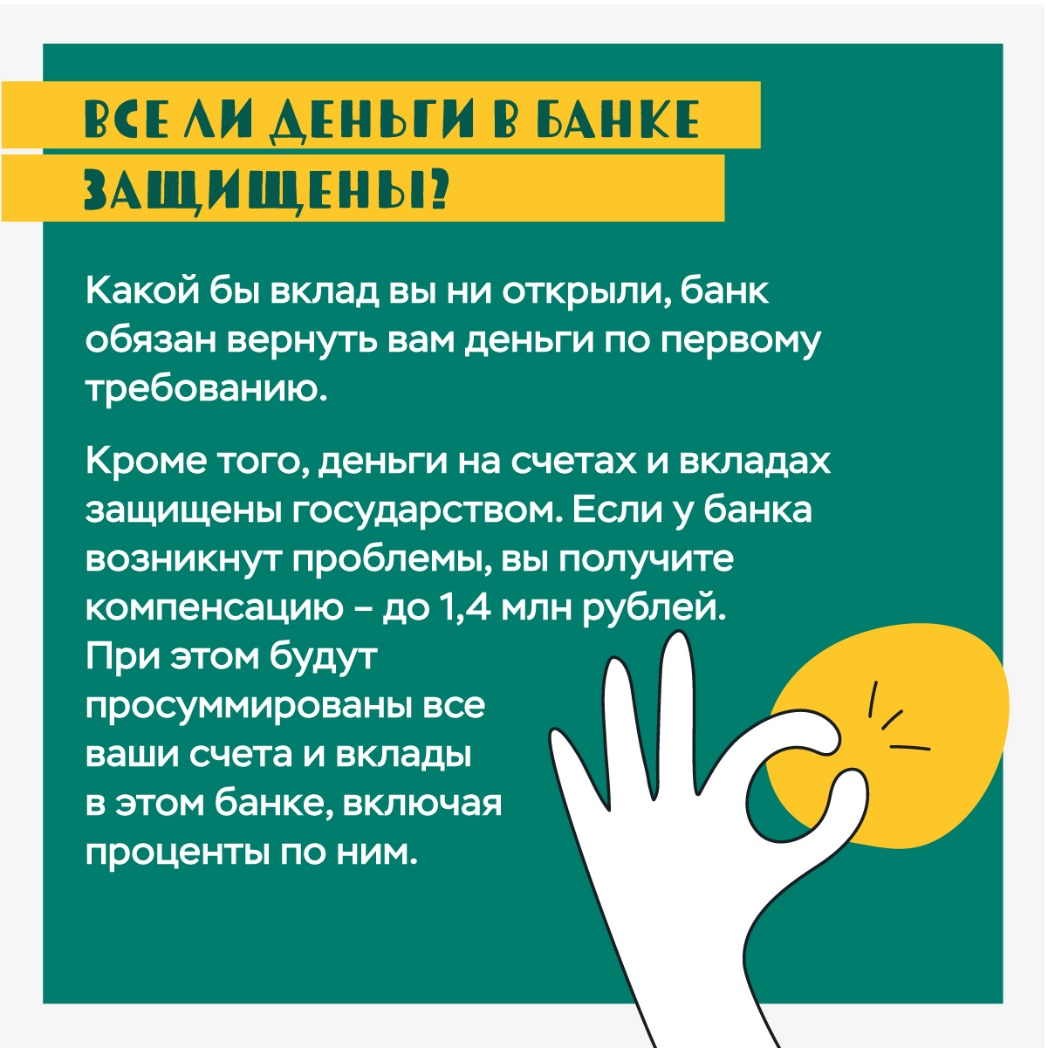 ВСЕ ЛИ ДЕНЬГИ В БАНКЕ
ЗАЩИЩЕНЫ?
Какой бы вклад вы ни открыли, банк
обязан вернуть вам деньги по первому
требованию.
Кроме того, деньги на счетах и вкладах
защищены государством. Если у банка
возникнут проблемы, вы получите
компенсацию – до 1,4 млн рублей.
При этом будут
просуммированы все
ваши счета и вклады
в этом банке, включая
проценты по ним.